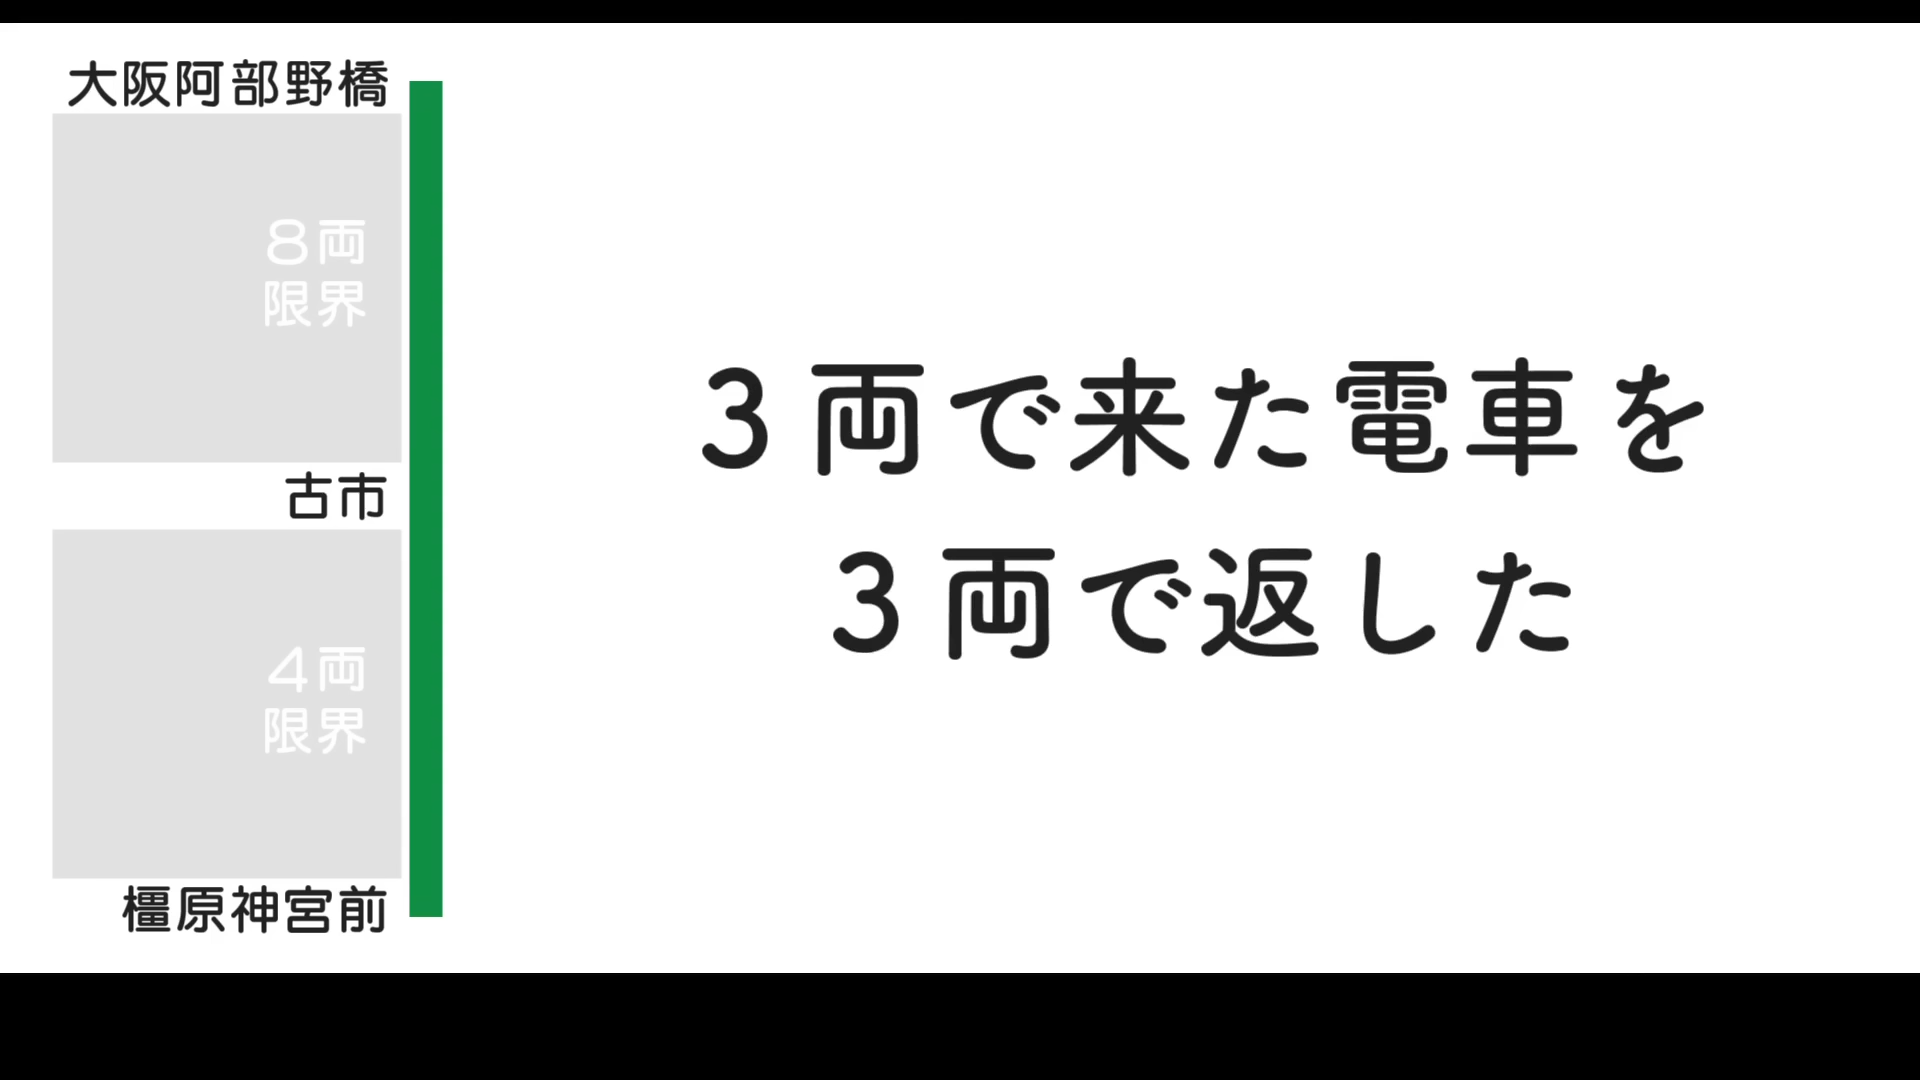 大阪阿部野橋
８両
限界
古市
４両
限界
橿原神宮前
３両で来た電車を
３両で返した